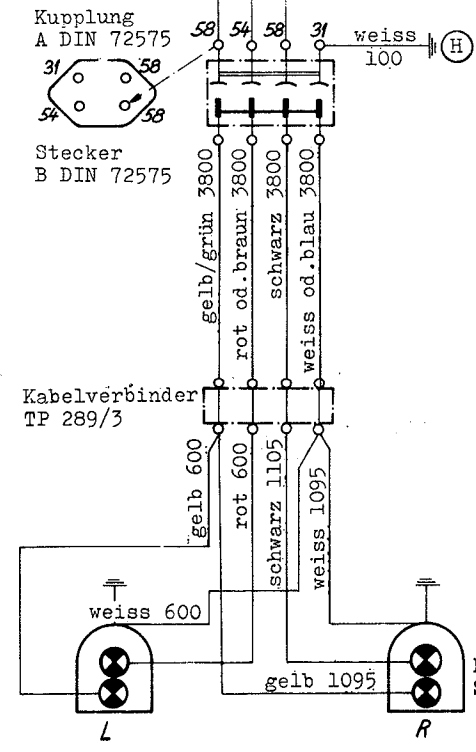 Kupplung
A DIN 72575
58 54 58 31
weiss
100
H
31 58
54 58
Stecker
B DIN 72575
gelb/grün 3800
rot od.braun 3800
schwarz 3800
weiss od.blau 3800
Kabelverbinder
TP 289/3
gelb 600
rot 600
schwarz 1105
weiss 1095
weiss 600
gelb 1095
L
R